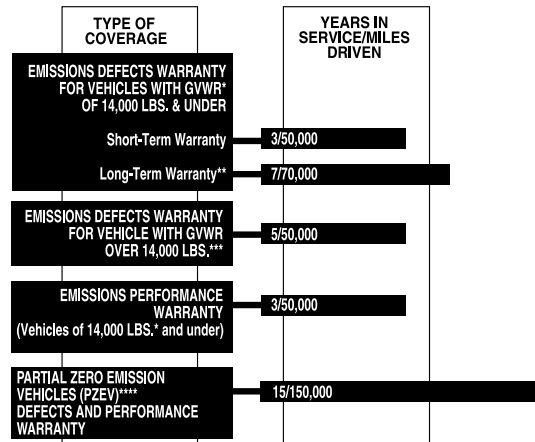 TYPE OF
COVERAGE
YEARS IN
SERVICE/MILES
DRIVEN
EMISSIONS DEFECTS WARRANTY
FOR VEHICLES WITH GVWR*
OF 14,000 LBS. & UNDER
Short-Term Warranty
3/50,000
Long-Term Warranty**
7/70,000
EMISSIONS DEFECTS WARRANTY
FOR VEHICLE WITH GVWR
OVER 14,000 LBS.***
5/50,000
EMISSIONS PERFORMANCE
WARRANTY
(Vehicles of 14,000 LBS.* and under)
3/50,000
PARTIAL ZERO EMISSION
VEHICLES (PZEV)****
DEFECTS AND PERFORMANCE
WARRANTY
15/150,000